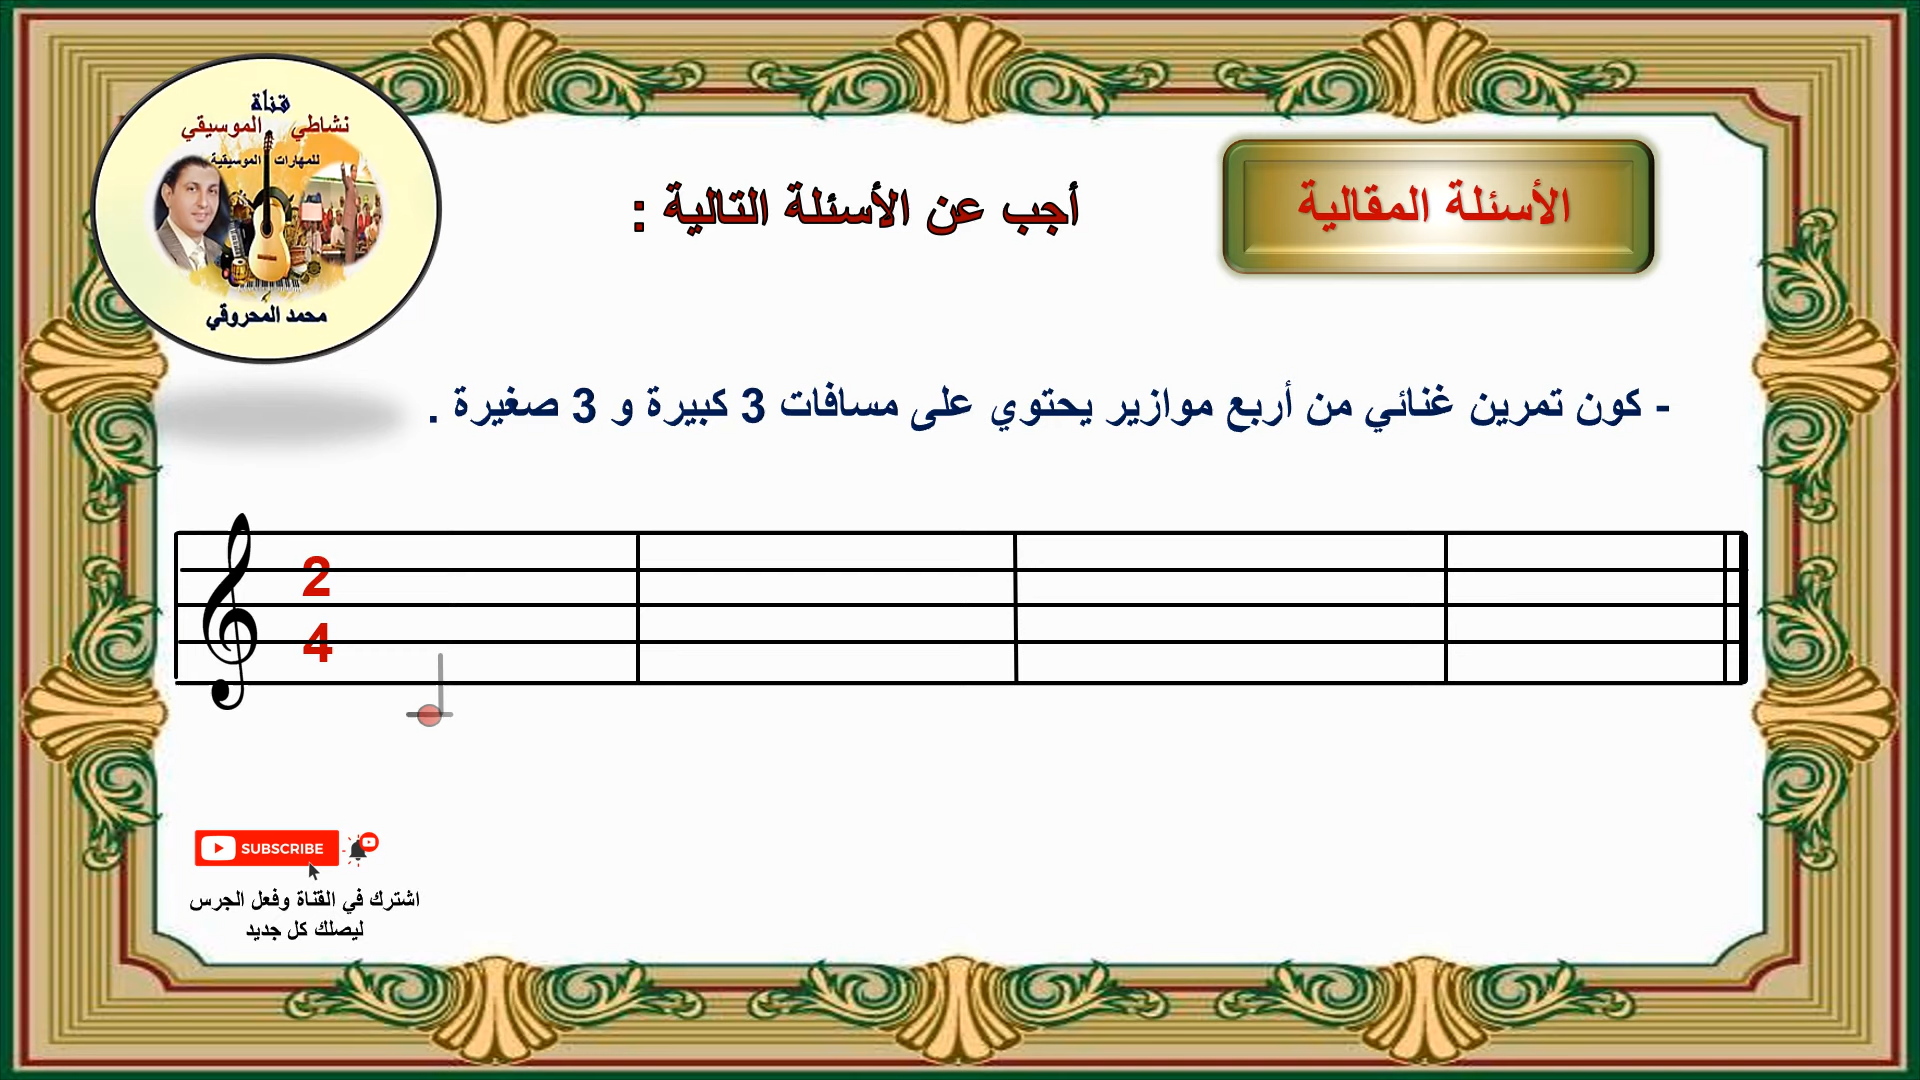 قناة
نشاطي الموسيقي
للمهارات الموسيقية
محمد المحروقي
الأسئلة المقالية
أجب عن الأسئلة التالية :
- كون تمرين غنائي من أربع موازير يحتوي على مسافات 3 كبيرة و 3 صغيرة .
2
4
SUBSCRIBE
اشترك في القناة وفعل الجرس
ليصلك كل جديد